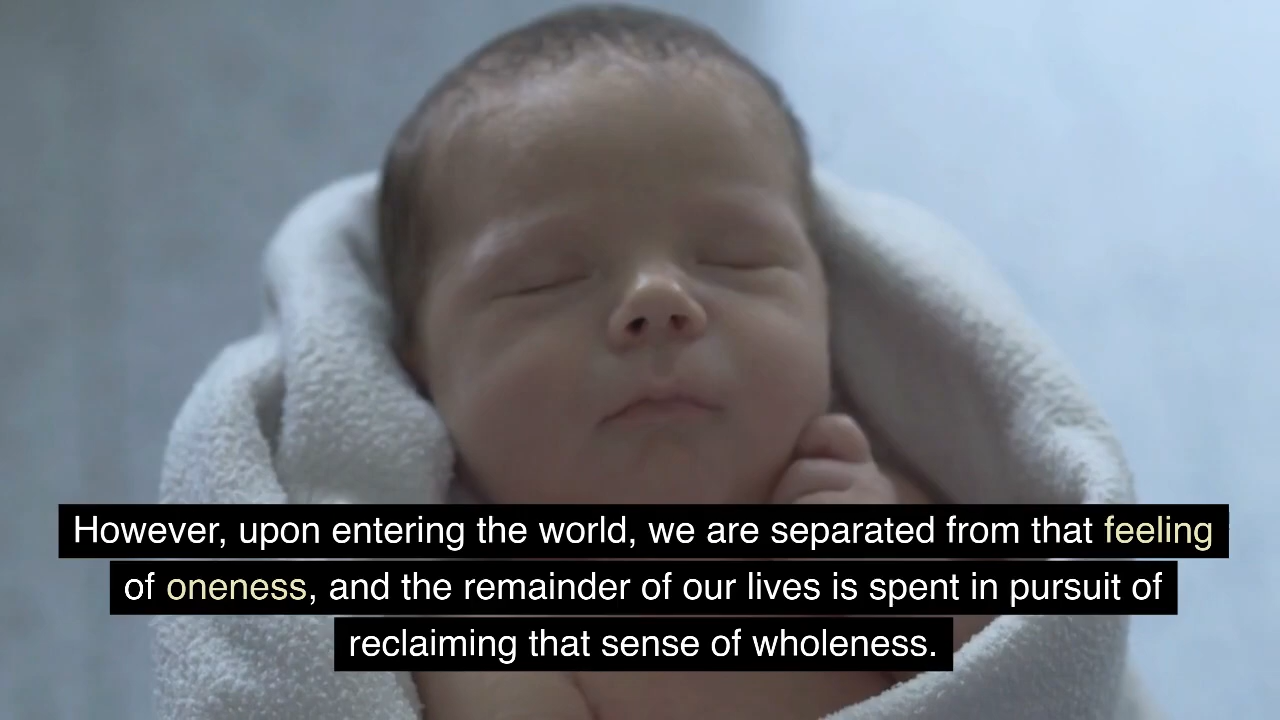 However, upon entering the world, we are separated from that feeling
of oneness, and the remainder of our lives is spent in pursuit of
reclaiming that sense of wholeness.